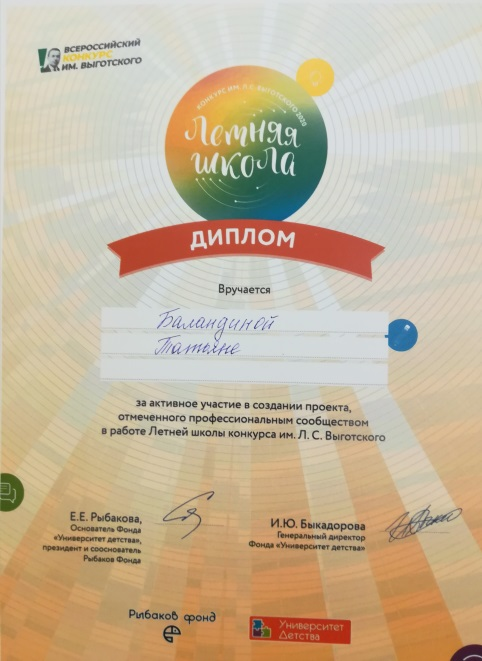 ВСЕРОССИЙСКИЙ
КОНКУРС
ИМ. ВЫГОТСКОГО
КОНКУРС ИМ. Л. С. ВЫГОТСКОГО 2020
Летняя
школа
ДИПЛОМ
Вручается
Баландиной
Татьяне
за активное участие в создании проекта,
отмеченного профессиональным сообществом
в работе Летней школы конкурса им. Л. С. Выготского
Е.Е. Рыбакова,
Основатель Фонда
«Университет детства»,
президент и сооснователь
Рыбаков Фонда
И.Ю. Быкадорова
Генеральный директор
Фонда «Университет детства»
Рыбаков фонд
Университет
Детства